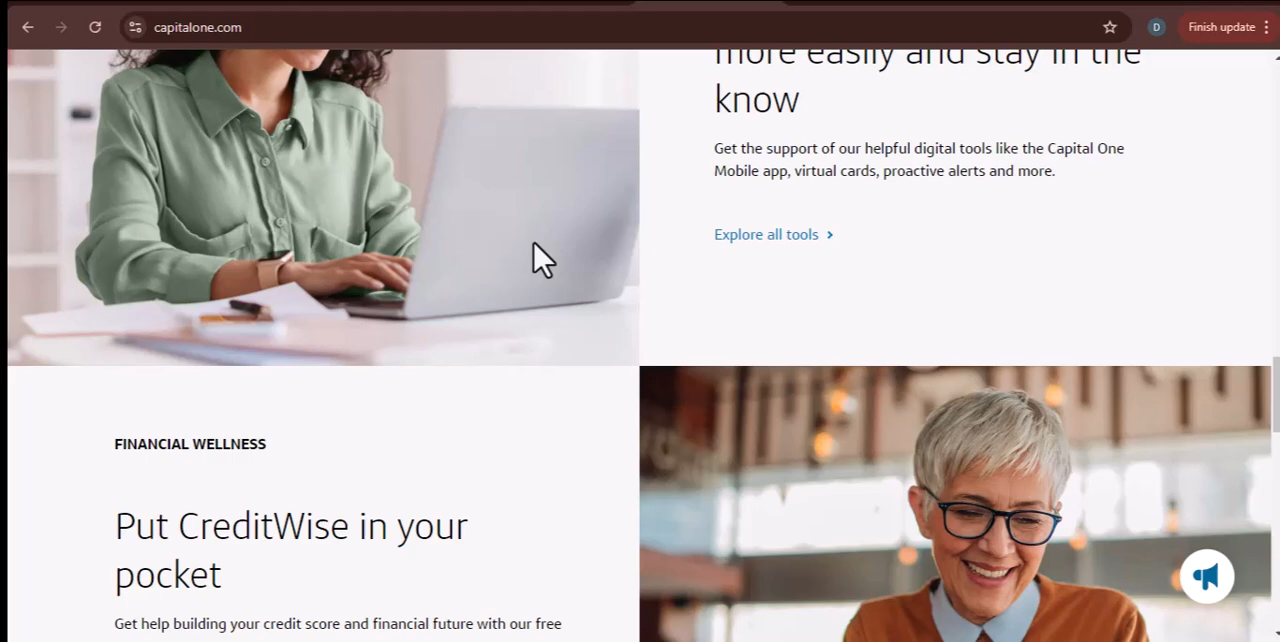 capitalone.com
D
Finish update
more easily and stay in the
know
Get the support of our helpful digital tools like the Capital One
Mobile app, virtual cards, proactive alerts and more.
Explore all tools
FINANCIAL WELLNESS
Put CreditWise in your
pocket
Get help building your credit score and financial future with our free